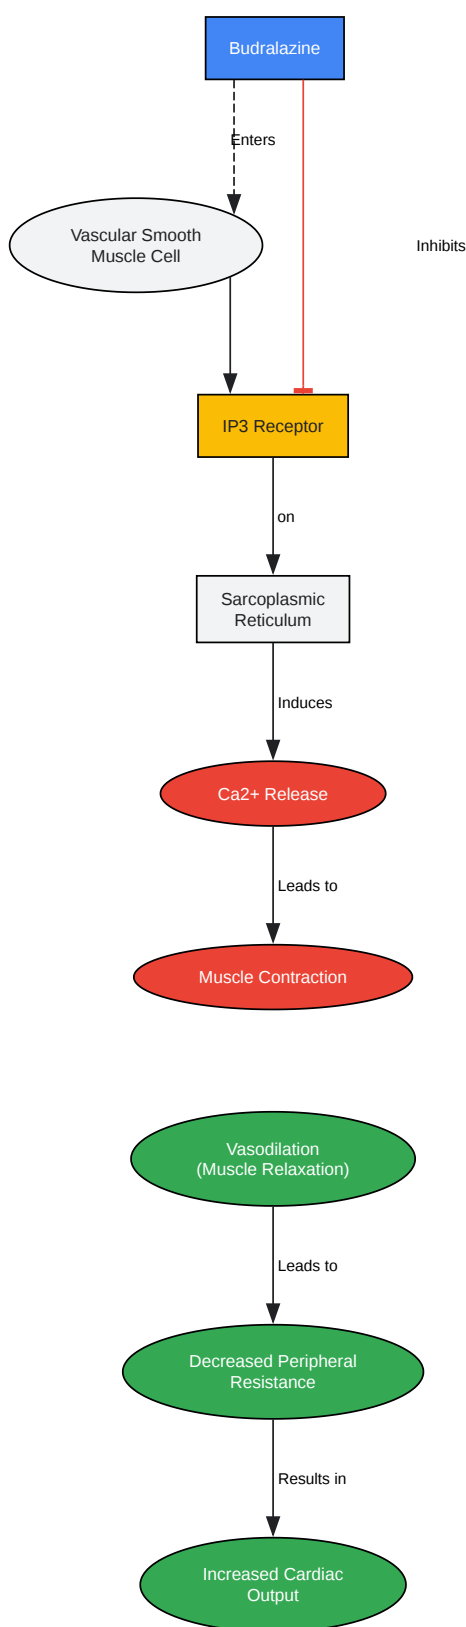 Budralazine
Enters
Vascular Smooth
Muscle Cell
Inhibits
IP3 Receptor
on
Sarcoplasmic
Reticulum
Induces
Ca2+ Release
Leads to
Muscle Contraction
Vasodilation
(Muscle Relaxation)
Leads to
Decreased Peripheral
Resistance
Results in
Increased Cardiac
Output